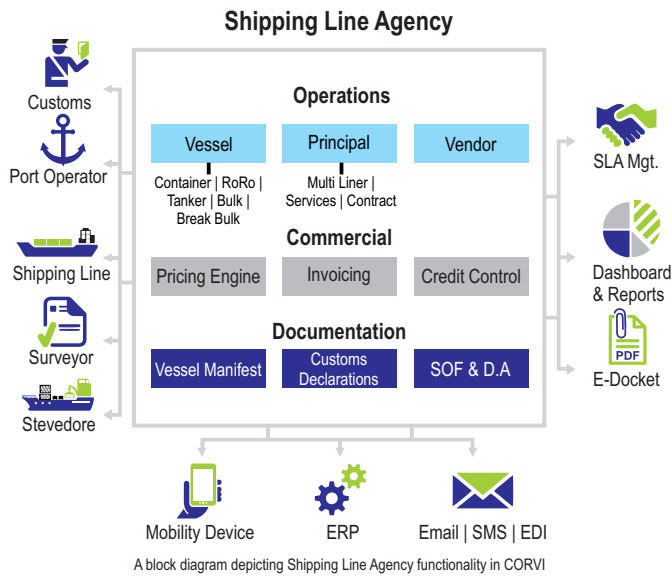 Shipping Line Agency
Customs
Port Operator
Shipping Line
Surveyor
Stevedore
Operations
Vessel
Principal
Vendor
Container | RoRo |
Tanker | Bulk |
Break Bulk
Multi Liner |
Services | Contract
Commercial
Pricing Engine
Invoicing
Credit Control
Documentation
Vessel Manifest
Customs
Declarations
SOF & D.A
SLA Mgt.
Dashboard
& Reports
PDF
E-Docket
Mobility Device
ERP
Email | SMS | EDI
A block diagram depicting Shipping Line Agency functionality in CORVI